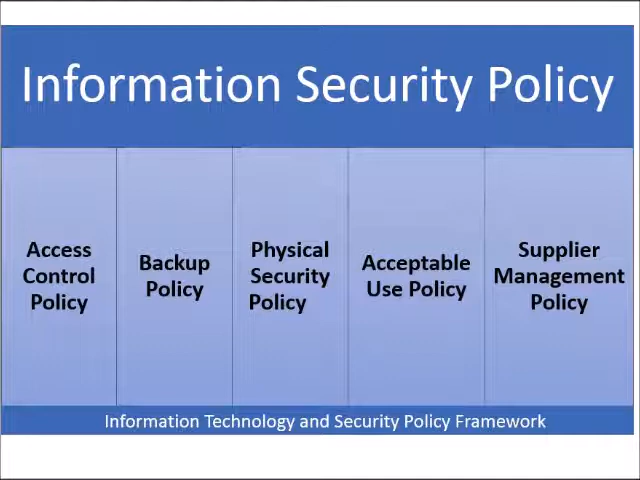 Information Security Policy
Access
Control
Policy
Backup
Policy
Physical
Security
Policy
Acceptable
Use Policy
Supplier
Management
Policy
Information Technology and Security Policy Framework